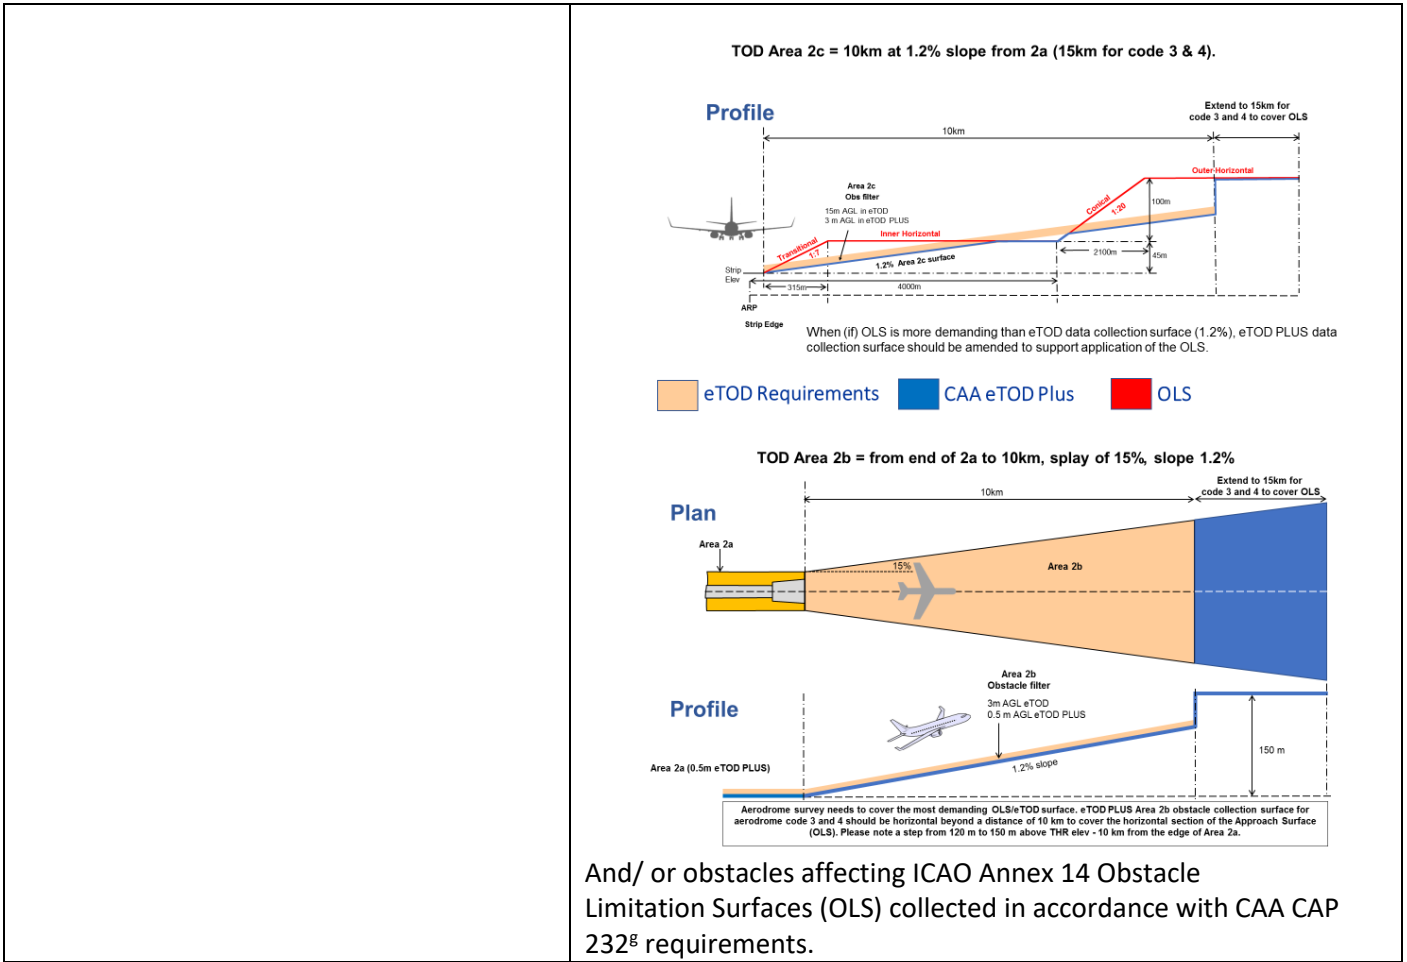 TOD Area 2c = 10km at 1.2% slope from 2a (15km for code 3 & 4).
Profile
Extend to 15km for
code 3 and 4 to cover OLS
10km
Outer Horizontal
Area 2c
Obs filter
15m AGL in eTOD
3 m AGL in eTOD PLUS
Conical
1:20
100m
Inner Horizontal
Transitional
1:7
1.2% Area 2c surface
2100m
45m
Strip
Elev
315m
4000m
ARP
Strip Edge
When (if) OLS is more demanding than eTOD data collection surface (1.2%), eTOD PLUS data
collection surface should be amended to support application of the OLS.
eTOD Requirements
CAA eTOD Plus
OLS
TOD Area 2b = from end of 2a to 10km, splay of 15%, slope 1.2%
Extend to 15km for
code 3 and 4 to cover OLS
10km
Plan
Area 2a
15%
Area 2b
Area 2b
Obstacle filter
3m AGL eTOD
0.5 m AGL eTOD PLUS
Profile
150 m
1.2% slope
Area 2a (0.5m eTOD PLUS)
Aerodrome survey needs to cover the most demanding OLS/eTOD surface. eTOD PLUS Area 2b obstacle collection surface for
aerodrome code 3 and 4 should be horizontal beyond a distance of 10 km to cover the horizontal section of the Approach Surface
(OLS). Please note a step from 120 m to 150 m above THR elev - 10 km from the edge of Area 2a.
And/ or obstacles affecting ICAO Annex 14 Obstacle
Limitation Surfaces (OLS) collected in accordance with CAA CAP
232g requirements.